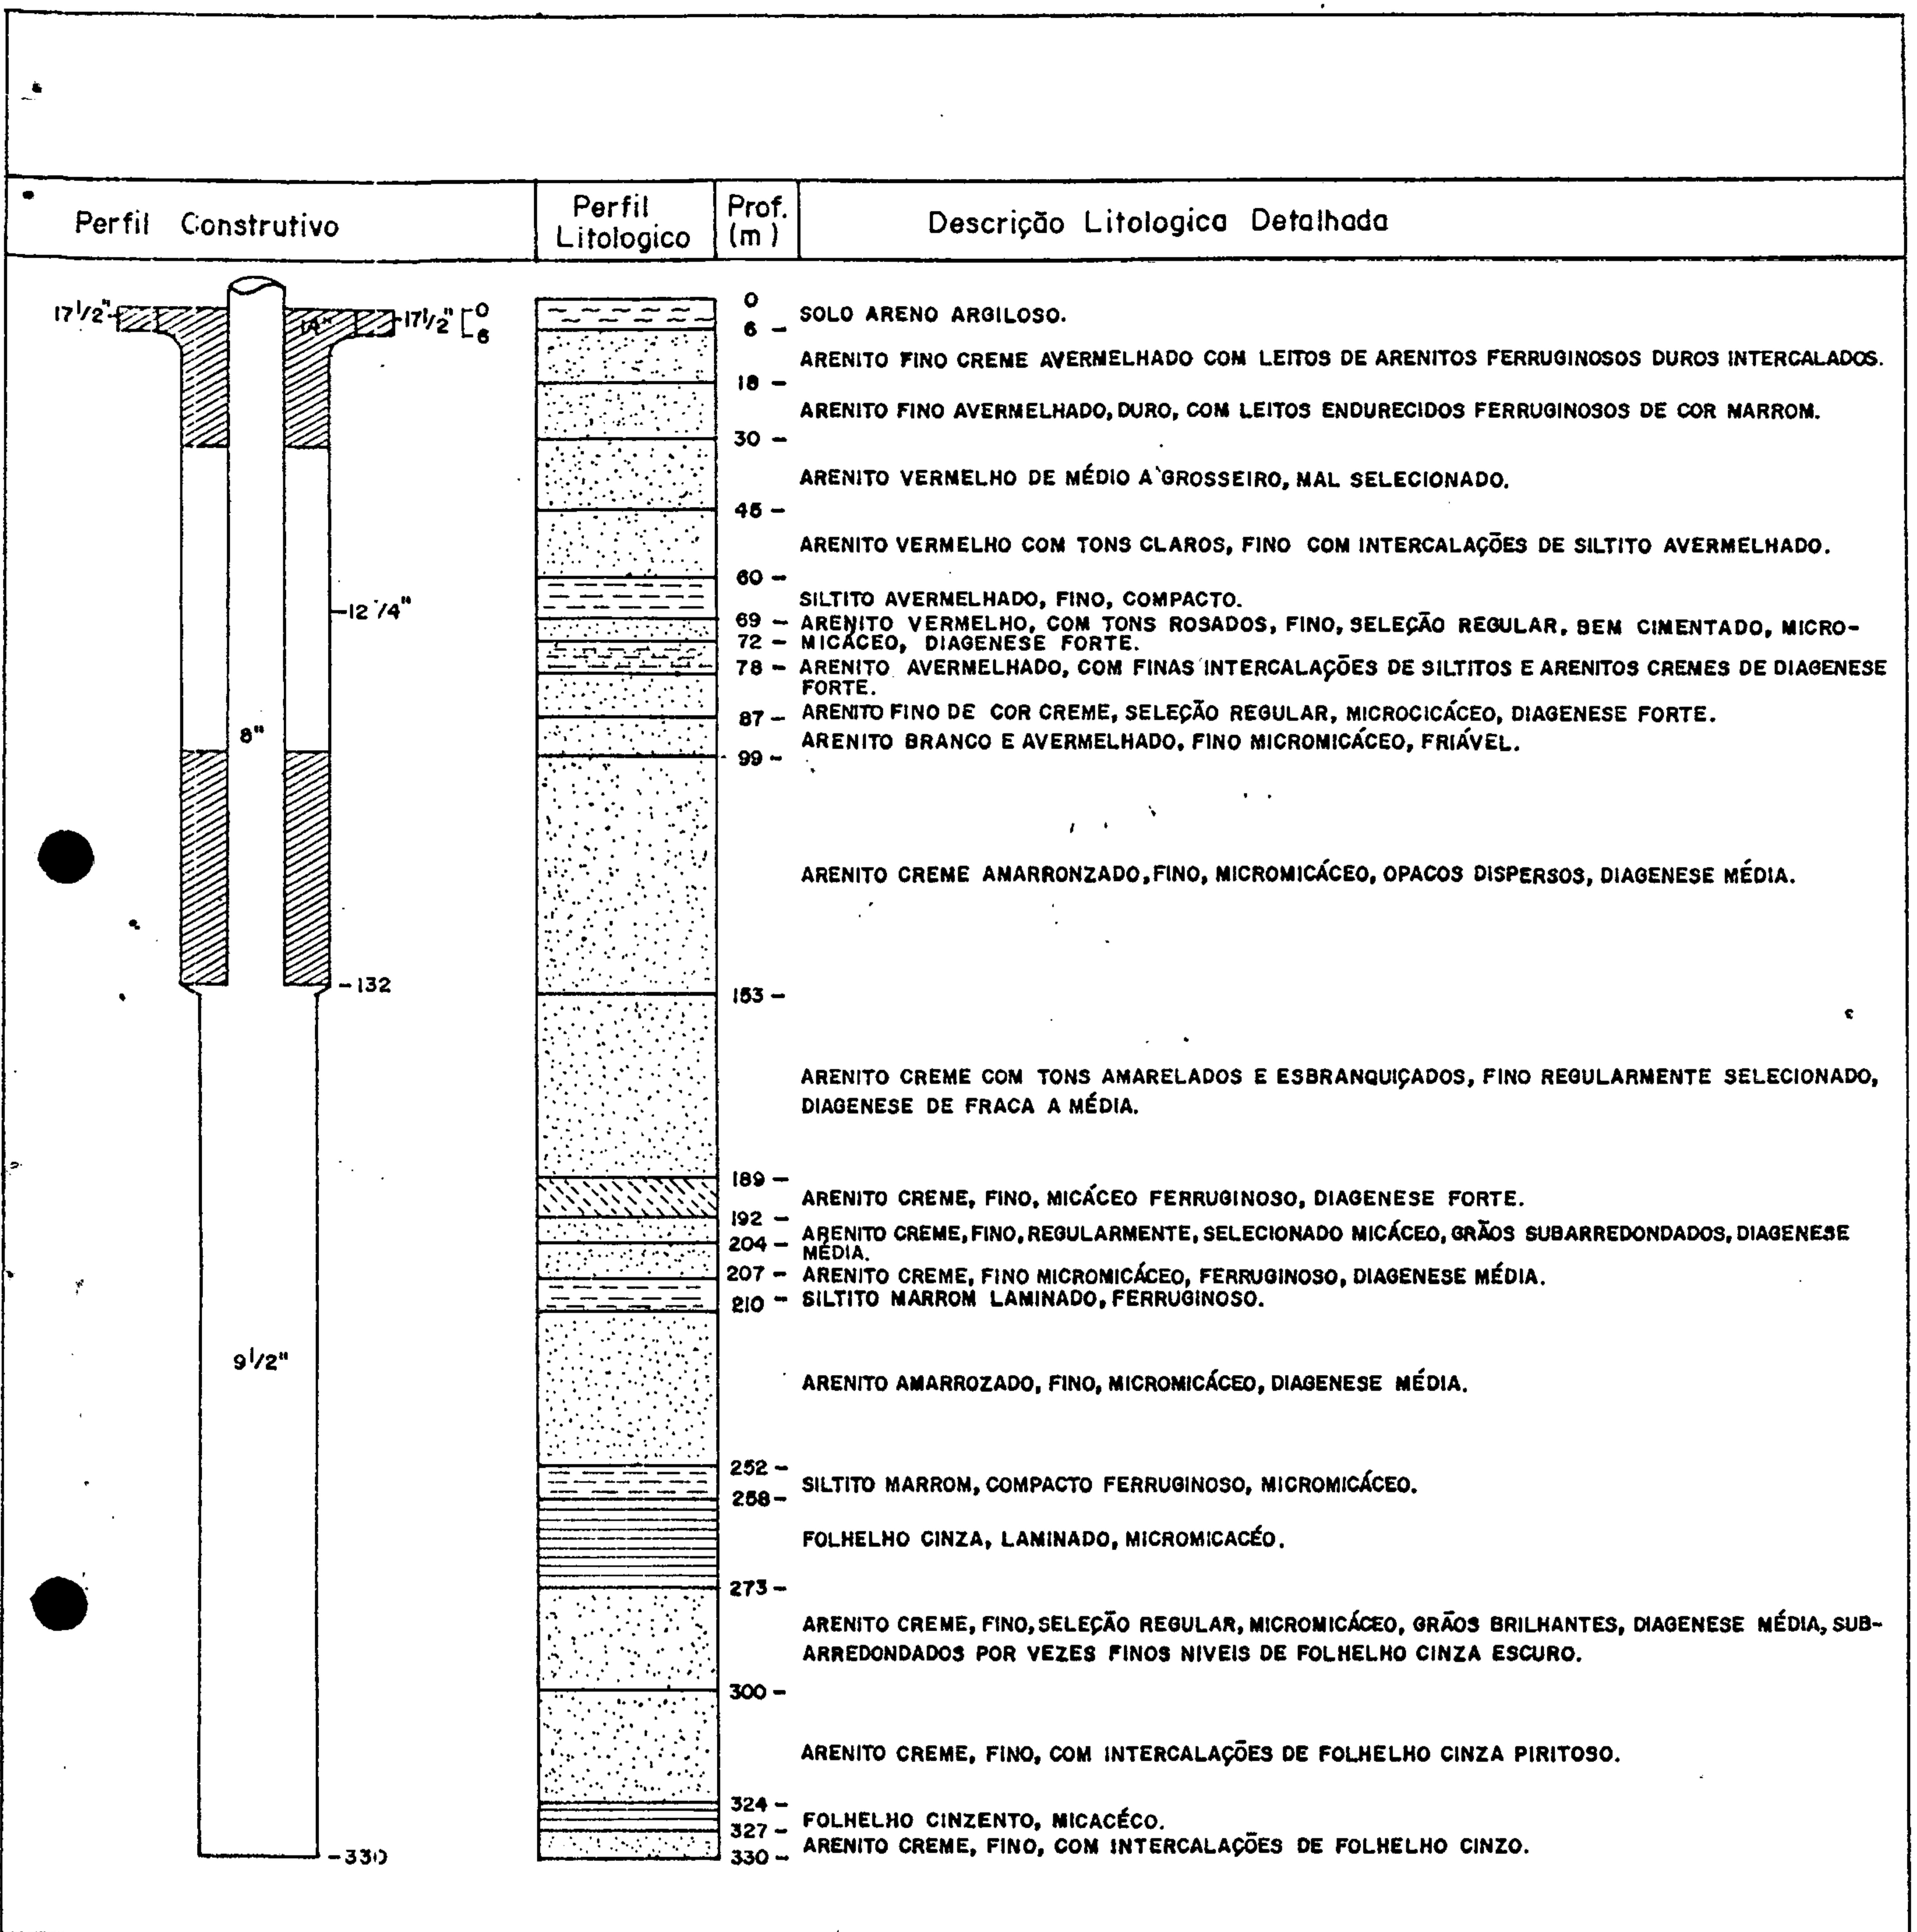 Perfil Construtivo
Perfil
Litologico
Prof.
(m)
Descrição Litologica Detalhada
17 1/2"
14"
17 1/2"
0
6
12 /4"
8"
132
9 1/2"
330
0
SOLO ARENO ARGILOSO.
6
ARENITO FINO CREME AVERMELHADO COM LEITOS DE ARENITOS FERRUGINOSOS DUROS INTERCALADOS.
18
ARENITO FINO AVERMELHADO, DURO, COM LEITOS ENDURECIDOS FERRUGINOSOS DE COR MARROM.
30
ARENITO VERMELHO DE MÉDIO A GROSSEIRO, MAL SELECIONADO.
45
ARENITO VERMELHO COM TONS CLAROS, FINO COM INTERCALAÇÕES DE SILTITO AVERMELHADO.
60
SILTITO AVERMELHADO, FINO, COMPACTO.
69 ARENITO VERMELHO, COM TONS ROSADOS, FINO, SELEÇÃO REGULAR, BEM CIMENTADO, MICRO-
72 MICÁCEO, DIAGENESE FORTE.
78 ARENITO AVERMELHADO, COM FINAS INTERCALAÇÕES DE SILTITOS E ARENITOS CREMES DE DIAGENESE
FORTE.
87 ARENITO FINO DE COR CREME, SELEÇÃO REGULAR, MICROCICÁCEO, DIAGENESE FORTE.
ARENITO BRANCO E AVERMELHADO, FINO MICROMICÁCEO, FRIÁVEL.
99
ARENITO CREME AMARRONZADO, FINO, MICROMICÁCEO, OPACOS DISPERSOS, DIAGENESE MÉDIA.
153
ARENITO CREME COM TONS AMARELADOS E ESBRANQUIÇADOS, FINO REGULARMENTE SELECIONADO,
DIAGENESE DE FRACA A MÉDIA.
189
ARENITO CREME, FINO, MICÁCEO FERRUGINOSO, DIAGENESE FORTE.
192
ARENITO CREME, FINO, REGULARMENTE, SELECIONADO MICÁCEO, GRÃOS SUBARREDONDADOS, DIAGENESE
204 MÉDIA.
207 ARENITO CREME, FINO MICROMICÁCEO, FERRUGINOSO, DIAGENESE MÉDIA.
210 SILTITO MARROM LAMINADO, FERRUGINOSO.
ARENITO AMARROZADO, FINO, MICROMICÁCEO, DIAGENESE MÉDIA.
252
SILTITO MARROM, COMPACTO FERRUGINOSO, MICROMICÁCEO.
258
FOLHELHO CINZA, LAMINADO, MICROMICACÉO.
273
ARENITO CREME, FINO, SELEÇÃO REGULAR, MICROMICÁCEO, GRÃOS BRILHANTES, DIAGENESE MÉDIA, SUB-
ARREDONDADOS POR VEZES FINOS NIVEIS DE FOLHELHO CINZA ESCURO.
300
ARENITO CREME, FINO, COM INTERCALAÇÕES DE FOLHELHO CINZA PIRITOSO.
324
FOLHELHO CINZENTO, MICACÉCO.
327
ARENITO CREME, FINO, COM INTERCALAÇÕES DE FOLHELHO CINZO.
330